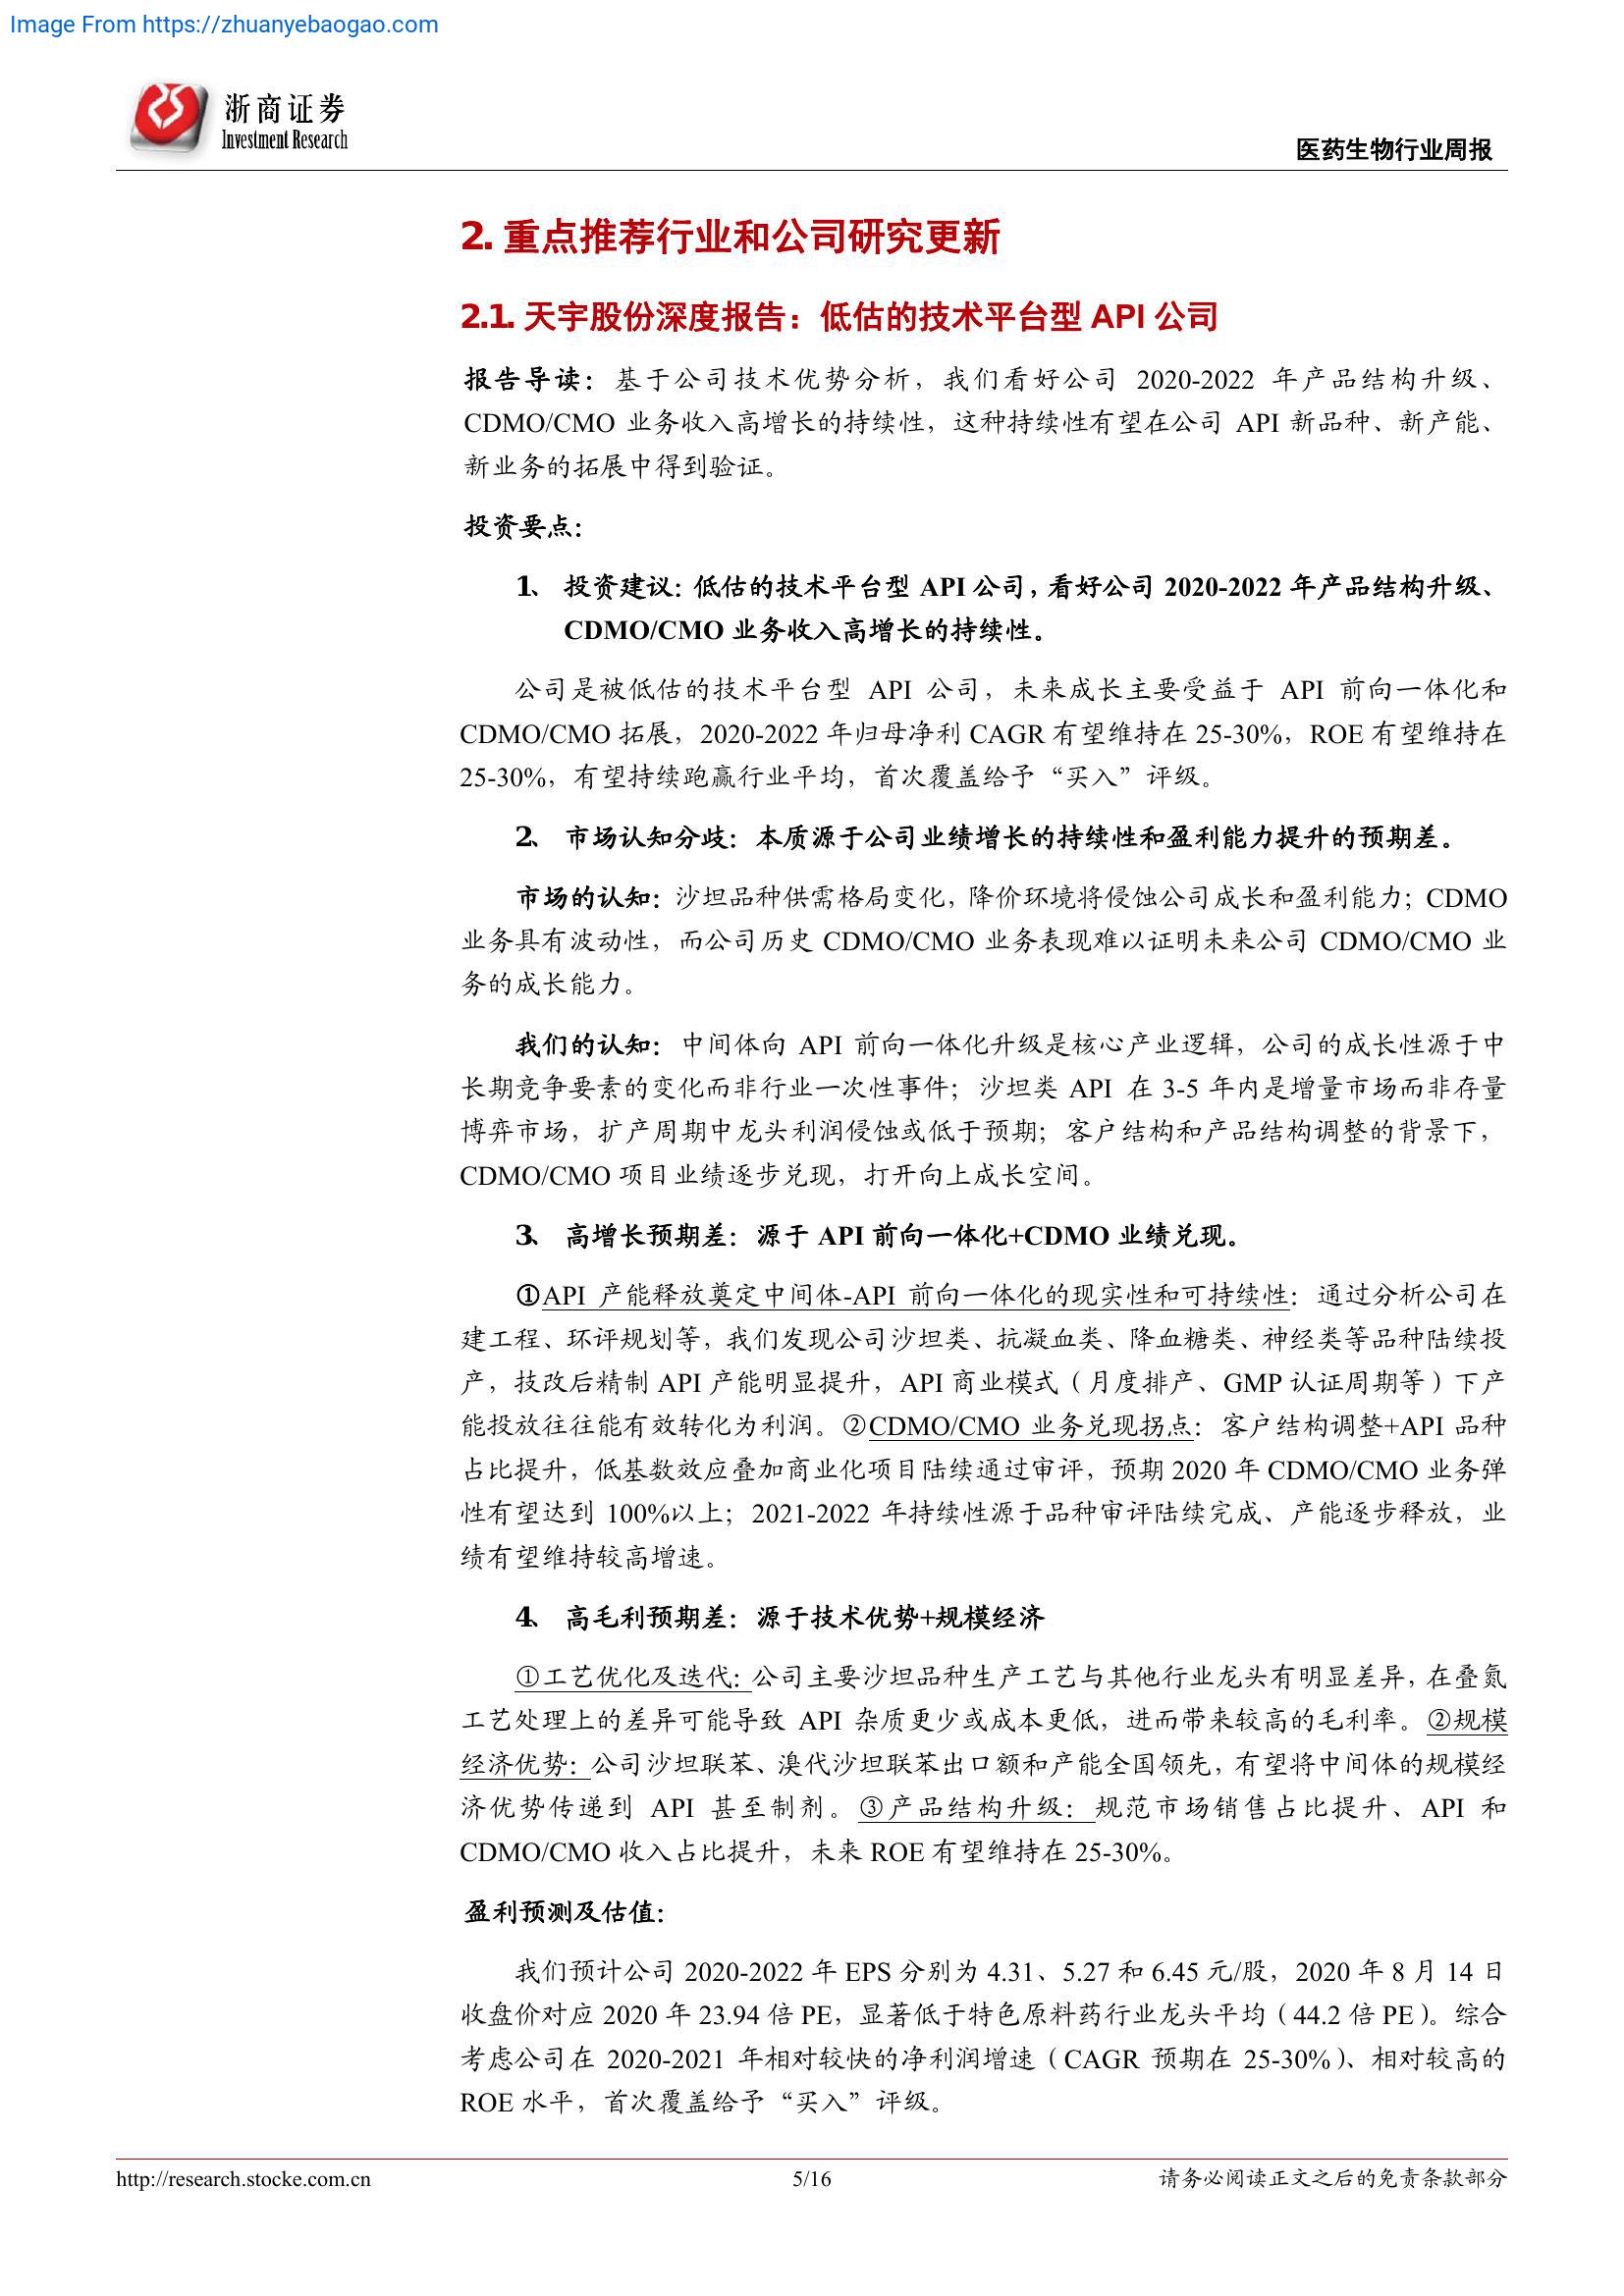 Image From https://zhuanyebaogao.com
浙商证券
Investment Research
医药生物行业周报
2. 重点推荐行业和公司研究更新
2.1. 天宇股份深度报告：低估的技术平台型 API 公司
报告导读：基于公司技术优势分析，我们看好公司 2020-2022 年产品结构升级、
CDMO/CMO 业务收入高增长的持续性，这种持续性有望在公司 API 新品种、新产能、
新业务的拓展中得到验证。
投资要点：
1、 投资建议：低估的技术平台型 API 公司，看好公司 2020-2022 年产品结构升级、
CDMO/CMO 业务收入高增长的持续性。
公司是被低估的技术平台型 API 公司，未来成长主要受益于 API 前向一体化和
CDMO/CMO 拓展，2020-2022 年归母净利 CAGR 有望维持在 25-30%，ROE 有望维持在
25-30%，有望持续跑赢行业平均，首次覆盖给予“买入”评级。
2、 市场认知分歧：本质源于公司业绩增长的持续性和盈利能力提升的预期差。
市场的认知：沙坦品种供需格局变化，降价环境将侵蚀公司成长和盈利能力；CDMO
业务具有波动性，而公司历史 CDMO/CMO 业务表现难以证明未来公司 CDMO/CMO 业
务的成长能力。
我们的认知：中间体向 API 前向一体化升级是核心产业逻辑，公司的成长性源于中
长期竞争要素的变化而非行业一次性事件；沙坦类 API 在 3-5 年内是增量市场而非存量
博弈市场，扩产周期中龙头利润侵蚀或低于预期；客户结构和产品结构调整的背景下，
CDMO/CMO 项目业绩逐步兑现，打开向上成长空间。
3、 高增长预期差：源于 API 前向一体化+CDMO 业绩兑现。
①API 产能释放奠定中间体-API 前向一体化的现实性和可持续性：通过分析公司在
建工程、环评规划等，我们发现公司沙坦类、抗凝血类、降血糖类、神经类等品种陆续投
产，技改后精制 API 产能明显提升，API 商业模式（月度排产、GMP 认证周期等）下产
能投放往往能有效转化为利润。②CDMO/CMO 业务兑现拐点：客户结构调整+API 品种
占比提升，低基数效应叠加商业化项目陆续通过审评，预期 2020 年 CDMO/CMO 业务弹
性有望达到 100%以上；2021-2022 年持续性源于品种审评陆续完成、产能逐步释放，业
绩有望维持较高增速。
4、 高毛利预期差：源于技术优势+规模经济
①工艺优化及迭代：公司主要沙坦品种生产工艺与其他行业龙头有明显差异，在叠氮
工艺处理上的差异可能导致 API 杂质更少或成本更低，进而带来较高的毛利率。②规模
经济优势：公司沙坦联苯、溴代沙坦联苯出口额和产能全国领先，有望将中间体的规模经
济优势传递到 API 甚至制剂。③产品结构升级：规范市场销售占比提升、API 和
CDMO/CMO 收入占比提升，未来 ROE 有望维持在 25-30%。
盈利预测及估值：
我们预计公司 2020-2022 年 EPS 分别为 4.31、5.27 和 6.45 元/股，2020 年 8 月 14 日
收盘价对应 2020 年 23.94 倍 PE，显著低于特色原料药行业龙头平均（44.2 倍 PE）。综合
考虑公司在 2020-2021 年相对较快的净利润增速（CAGR 预期在 25-30%）、相对较高的
ROE 水平，首次覆盖给予“买入”评级。
http://research.stocke.com.cn
5/16
请务必阅读正文之后的免责条款部分